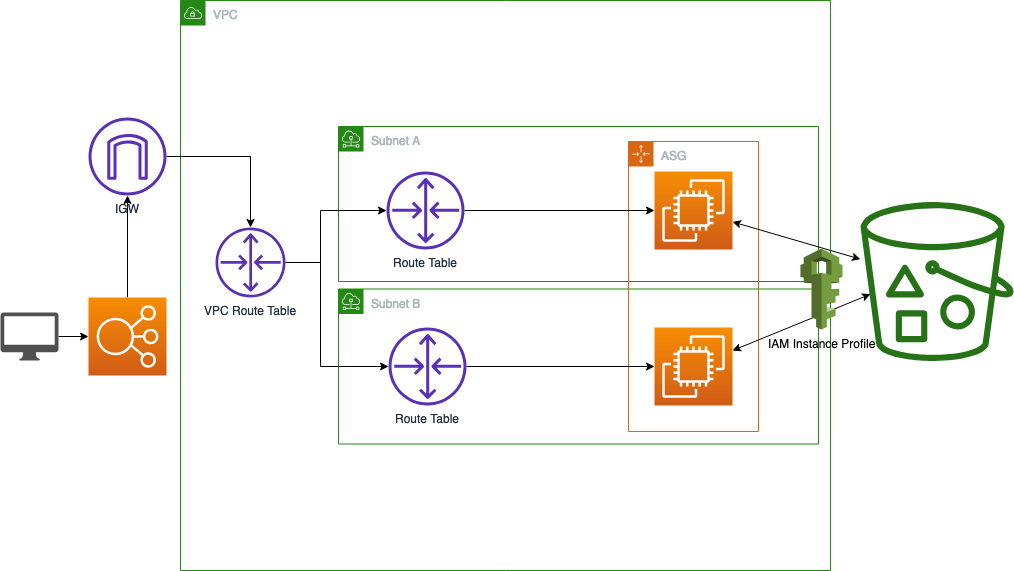 VPC
Subnet A
ASG
IGW
Route Table
VPC Route Table
Subnet B
IAM Instance Profile
Route Table